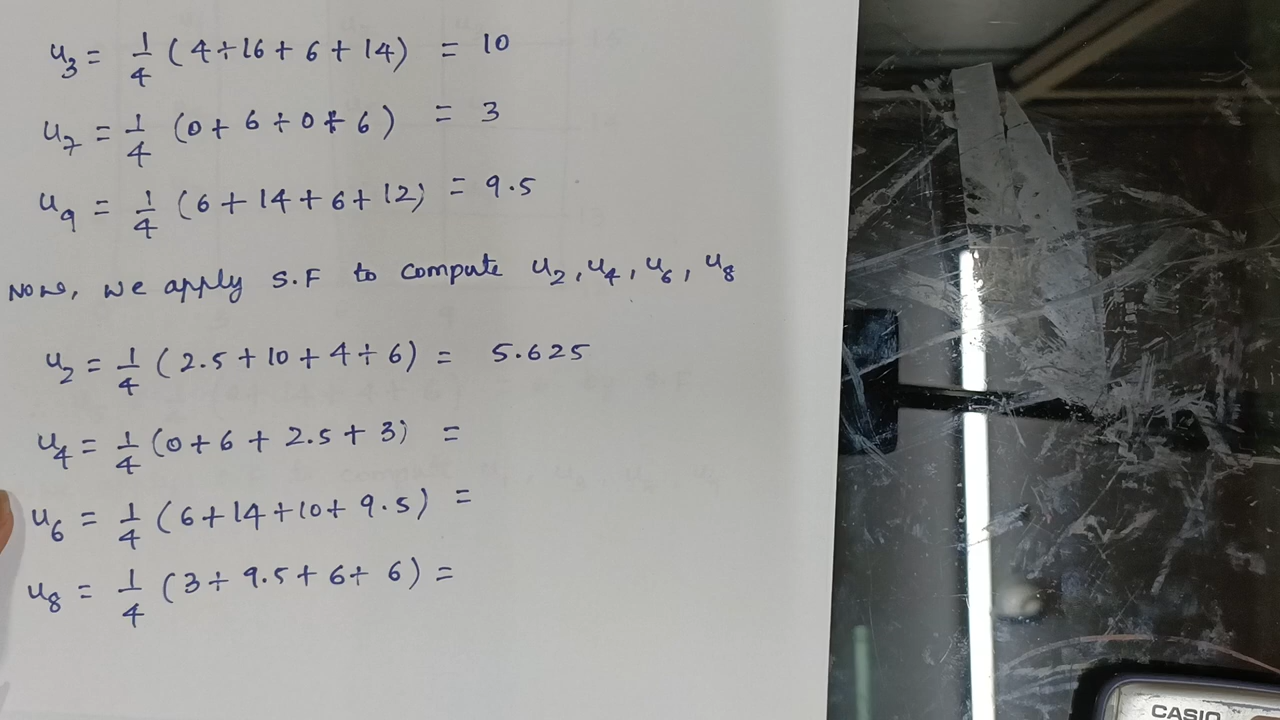 u₃ = 1/4 (4+16+6+14) = 10
u₇ = 1/4 (0+6+0+6) = 3
u₉ = 1/4 (6+14+6+12) = 9.5
Now, we apply S.F to compute u₂, u₄, u₆, u₈
u₂ = 1/4 (2.5+10+4+6) = 5.625
u₄ = 1/4 (0+6+2.5+3) =
u₆ = 1/4 (6+14+10+9.5) =
u₈ = 1/4 (3+9.5+6+6) =
CASIO